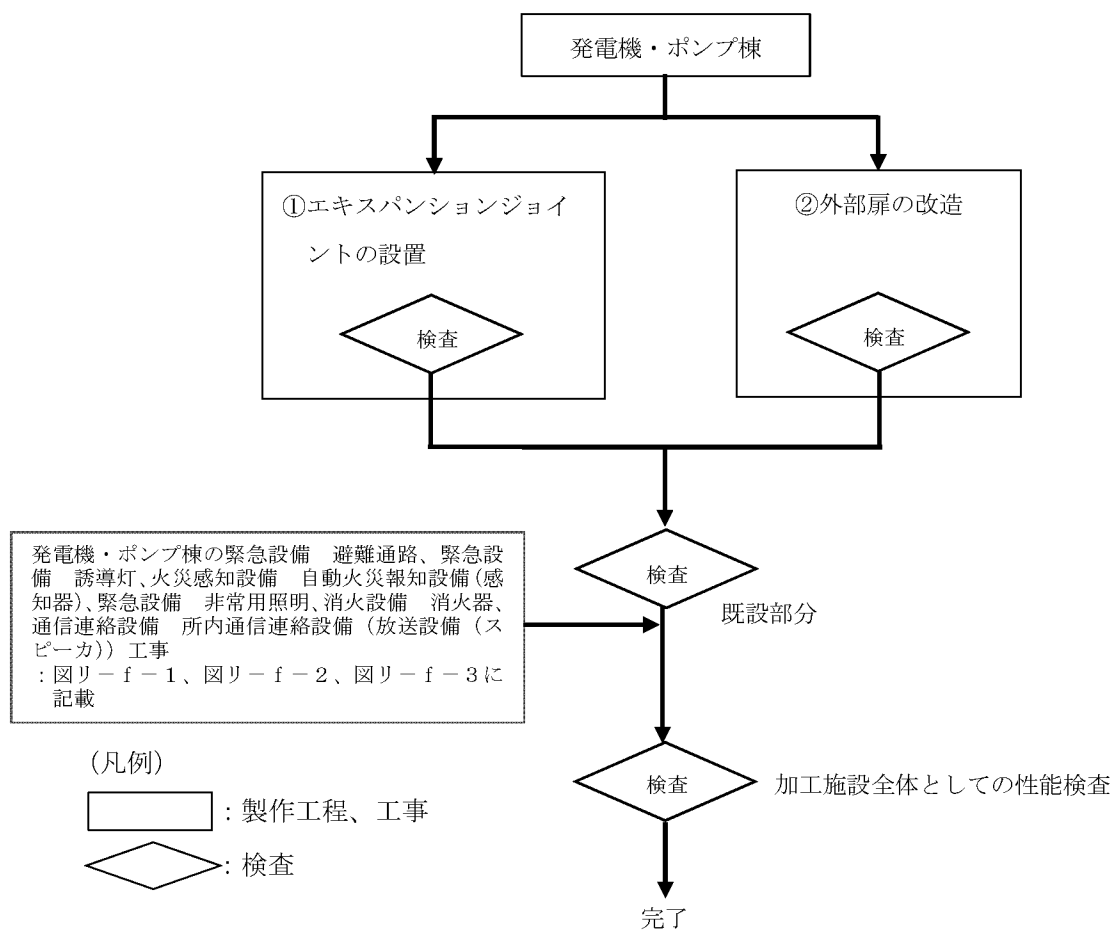 発電機・ポンプ棟
①エキスパンションジョイ
ントの設置
検査
②外部扉の改造
検査
検査
既設部分
発電機・ポンプ棟の緊急設備　避難通路、緊急設
備　誘導灯、火災感知設備　自動火災報知設備(感
知器)、緊急設備　非常用照明、消火設備　消火器、
通信連絡設備　所内通信連絡設備（放送設備（ス
ピーカ））工事
：図リ－ｆ－１、図リ－ｆ－２、図リ－ｆ－３に
記載
検査
加工施設全体としての性能検査
完了
(凡例)
：製作工程、工事
：検査